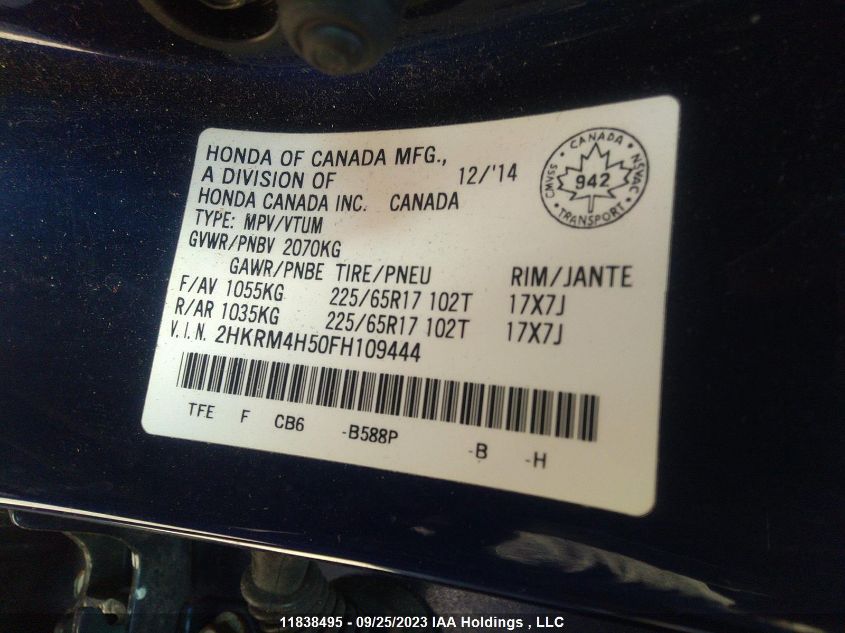 HONDA OF CANADA MFG.,
A DIVISION OF 12/'14
HONDA CANADA INC. CANADA
TYPE: MPV/VTUM
GVWR/PNBV 2070KG
GAWR/PNBE TIRE/PNEU RIM/JANTE
F/AV 1055KG 225/65R17 102T 17X7J
R/AR 1035KG 225/65R17 102T 17X7J
V.I.N. 2HKRM4H50FH109444
TFE F CB6 -B588P -B -H
CANADA
CMVSS 942 NSVAC
TRANSPORT
11838495 - 09/25/2023 IAA Holdings , LLC